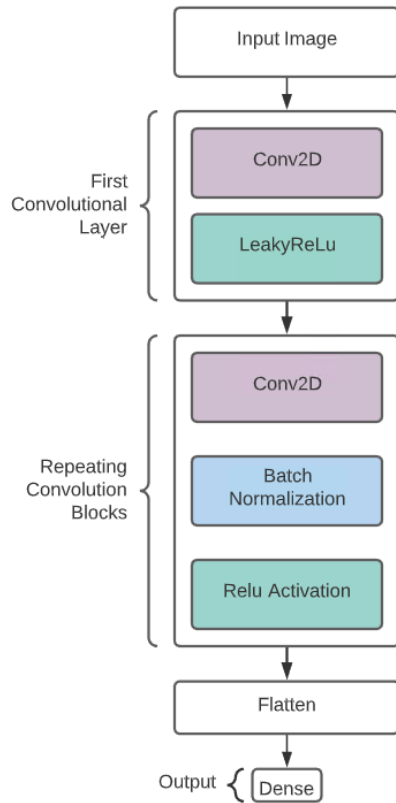 Input Image
First
Convolutional
Layer
Conv2D
LeakyReLu
Repeating
Convolution
Blocks
Conv2D
Batch
Normalization
Relu Activation
Flatten
Output
Dense